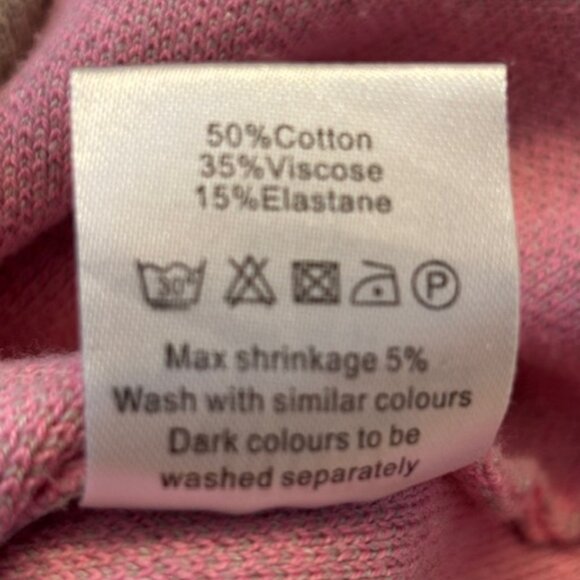 50%Cotton
35%Viscose
15%Elastane
30° P
Max shrinkage 5%
Wash with similar colours
Dark colours to be
washed separately